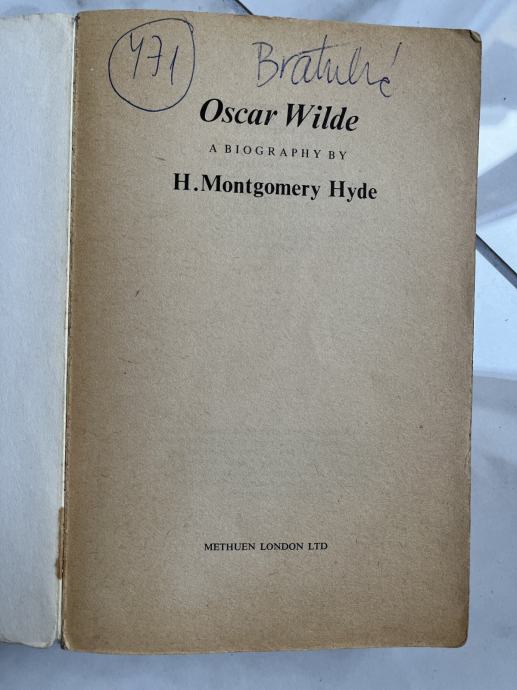 471
Bratulić
Oscar Wilde
A BIOGRAPHY BY
H. Montgomery Hyde
METHUEN LONDON LTD